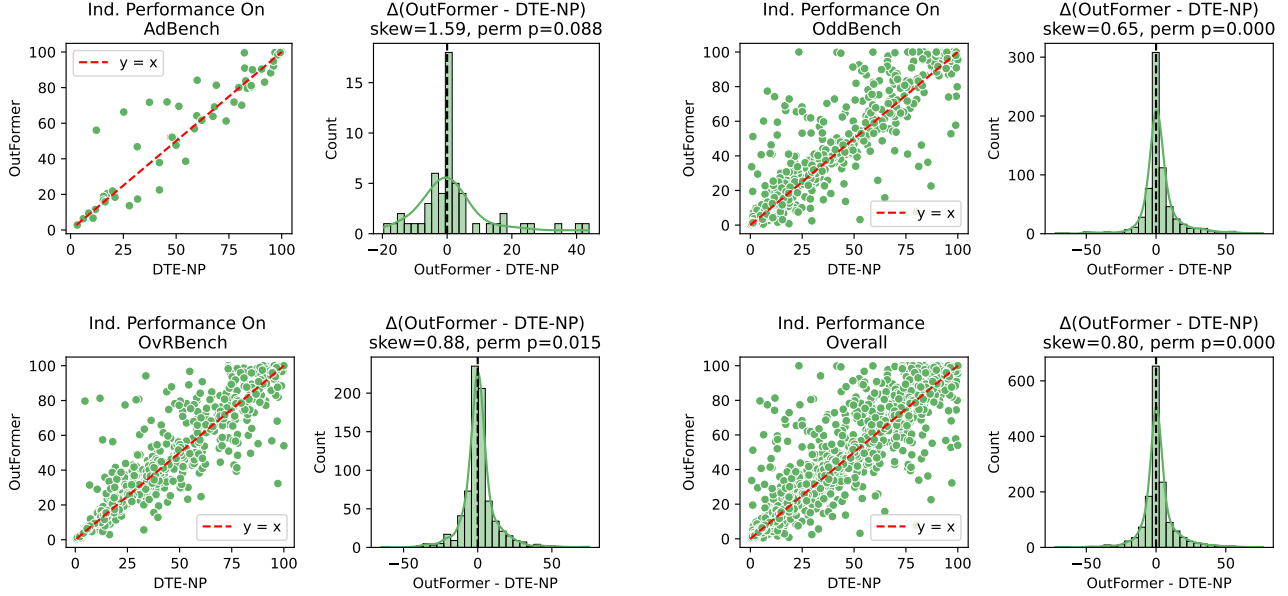 Ind. Performance On
AdBench
100
80
60
40
20
0
0
25
50
75
100
y = x
OutFormer
DTE-NP
Δ(OutFormer - DTE-NP)
skew=1.59, perm p=0.088
15
10
5
0
−20
0
20
40
Count
OutFormer - DTE-NP
Ind. Performance On
OddBench
100
80
60
40
20
0
0
25
50
75
100
y = x
OutFormer
DTE-NP
Δ(OutFormer - DTE-NP)
skew=0.65, perm p=0.000
300
200
100
0
−50
0
50
Count
OutFormer - DTE-NP
Ind. Performance On
OvRBench
100
80
60
40
20
0
0
25
50
75
100
y = x
OutFormer
DTE-NP
Δ(OutFormer - DTE-NP)
skew=0.88, perm p=0.015
200
150
100
50
0
−50
0
50
Count
OutFormer - DTE-NP
Ind. Performance
Overall
100
80
60
40
20
0
0
25
50
75
100
y = x
OutFormer
DTE-NP
Δ(OutFormer - DTE-NP)
skew=0.80, perm p=0.000
600
400
200
0
−50
0
50
Count
OutFormer - DTE-NP